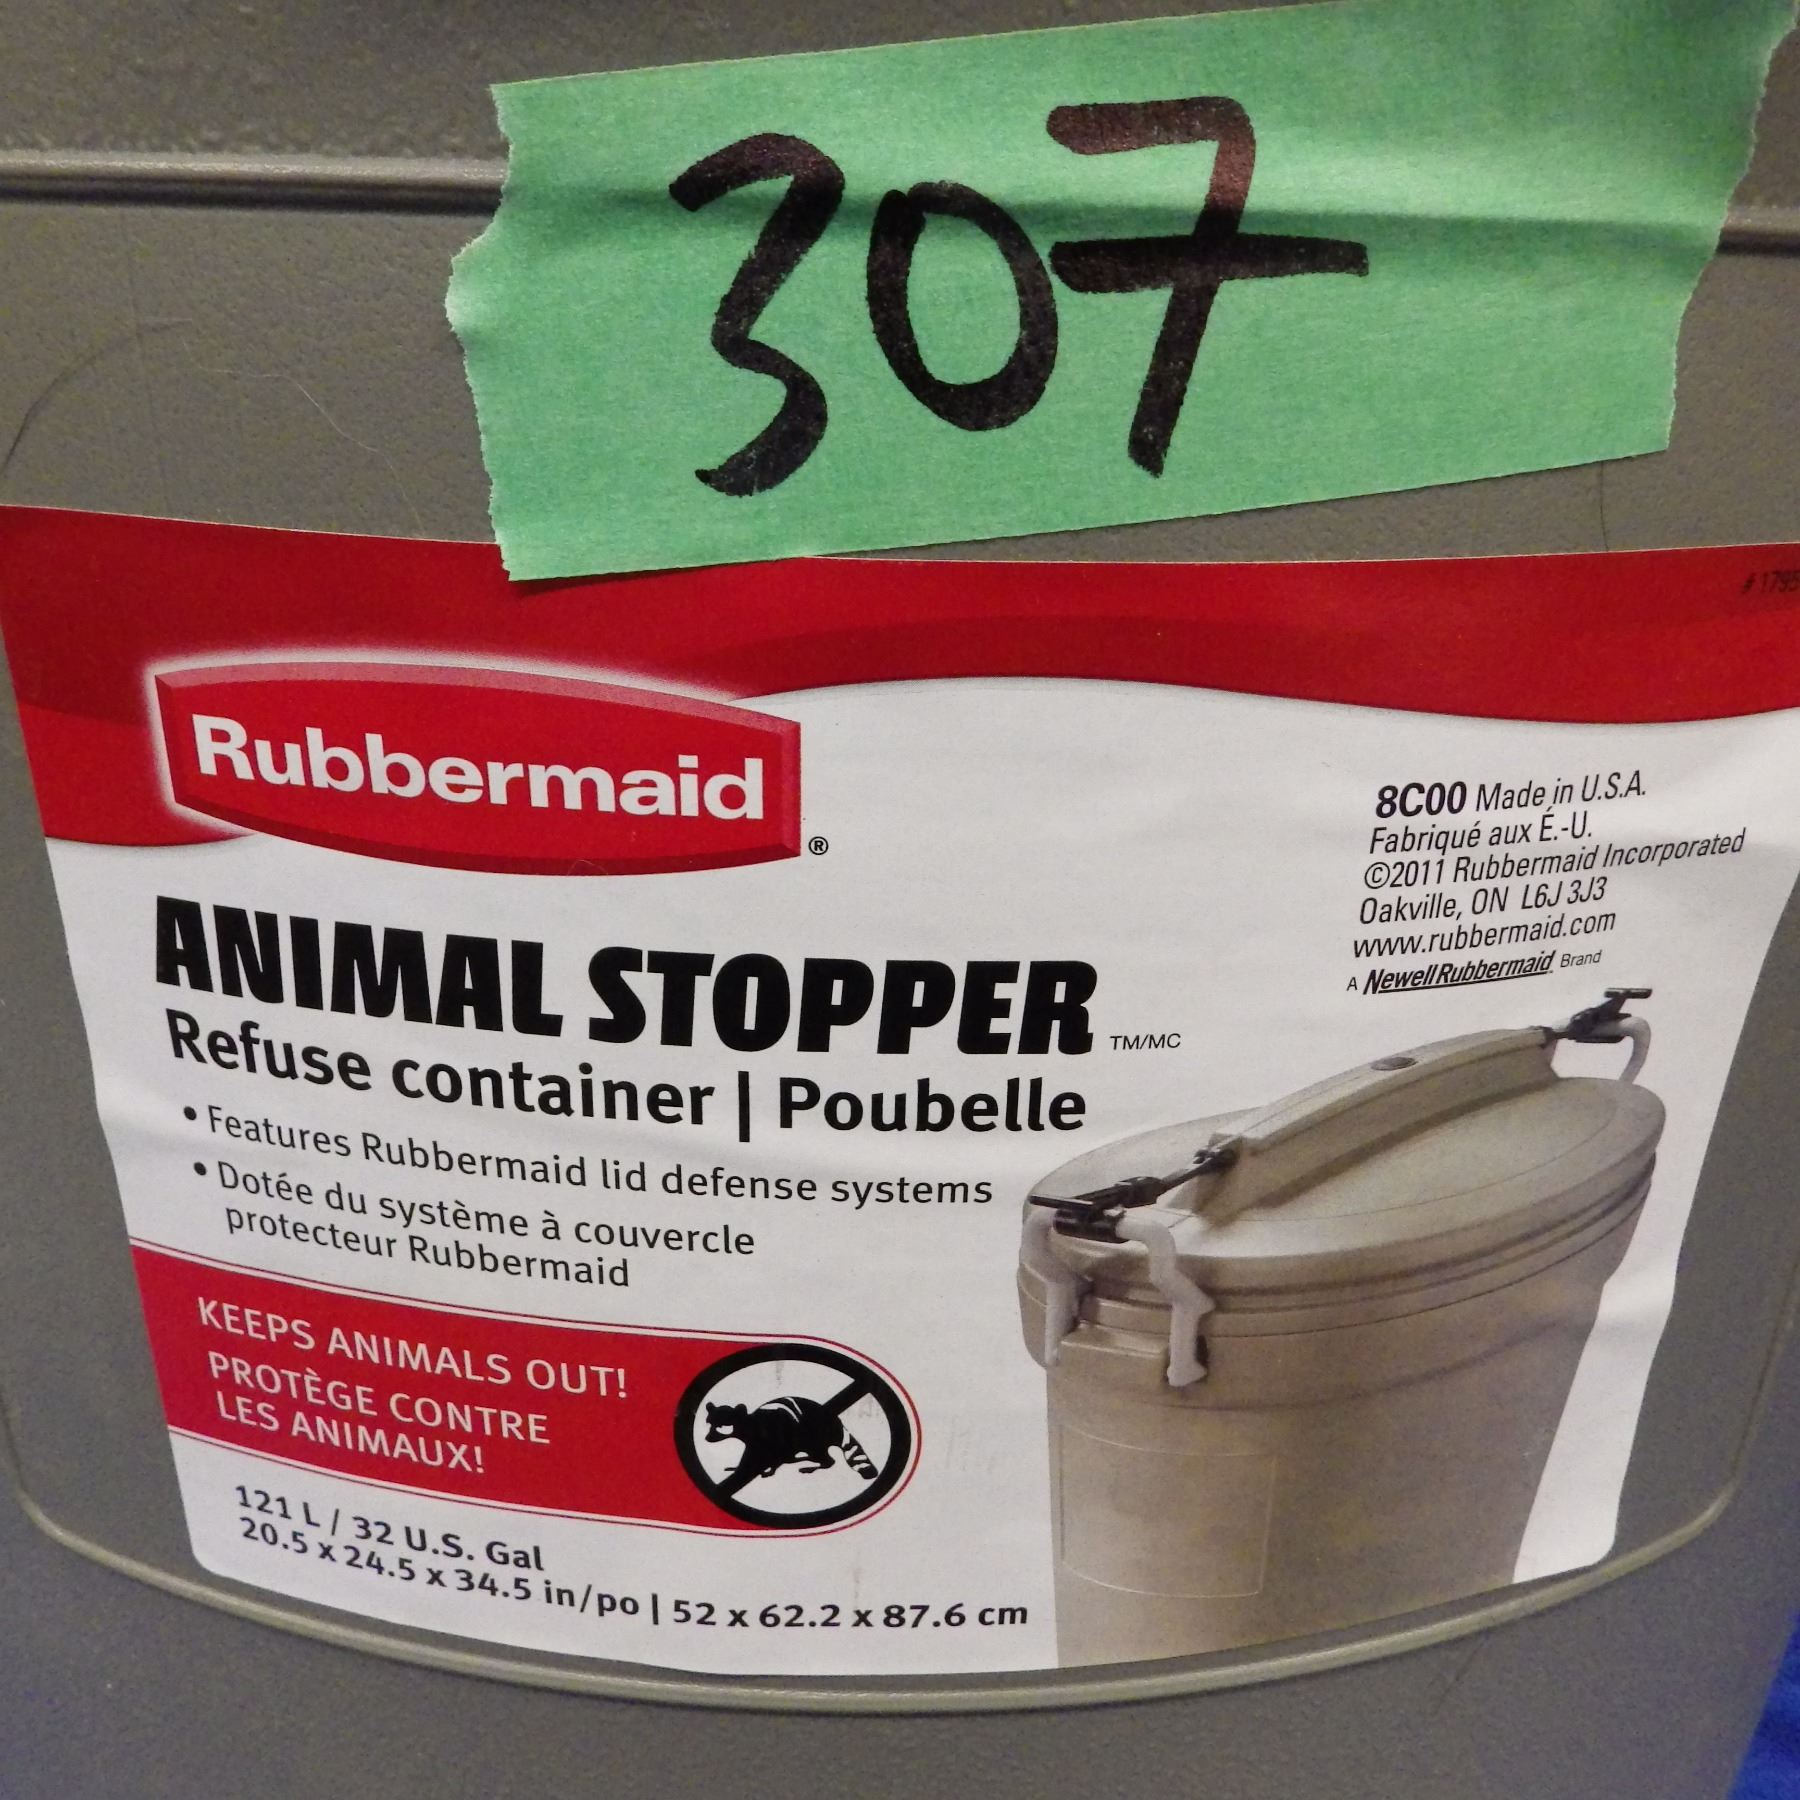 307
# 1795
Rubbermaid®
8C00 Made in U.S.A.
Fabriqué aux É.-U.
©2011 Rubbermaid Incorporated
Oakville, ON L6J 3J3
www.rubbermaid.com
A NewellRubbermaid Brand
ANIMAL STOPPER TM/MC
Refuse container | Poubelle
• Features Rubbermaid lid defense systems
• Dotée du système à couvercle
protecteur Rubbermaid
KEEPS ANIMALS OUT!
PROTÈGE CONTRE
LES ANIMAUX!
121 L / 32 U.S. Gal
20.5 x 24.5 x 34.5 in/po | 52 x 62.2 x 87.6 cm